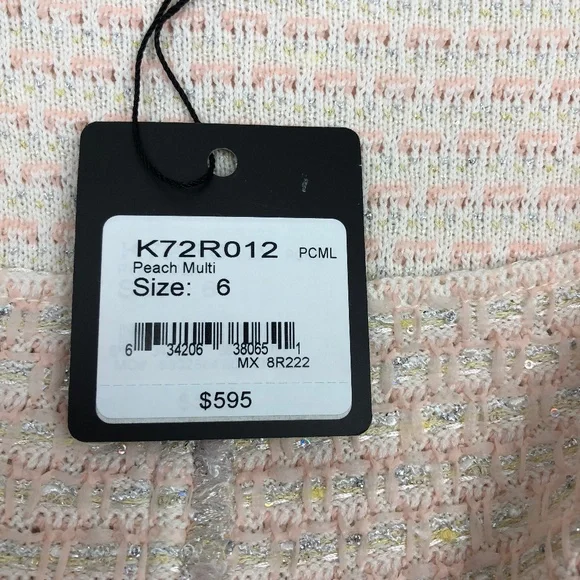 K72R012 PCML
Peach Multi
Size: 6
6 34206 38065 1
MX 8R222
$595